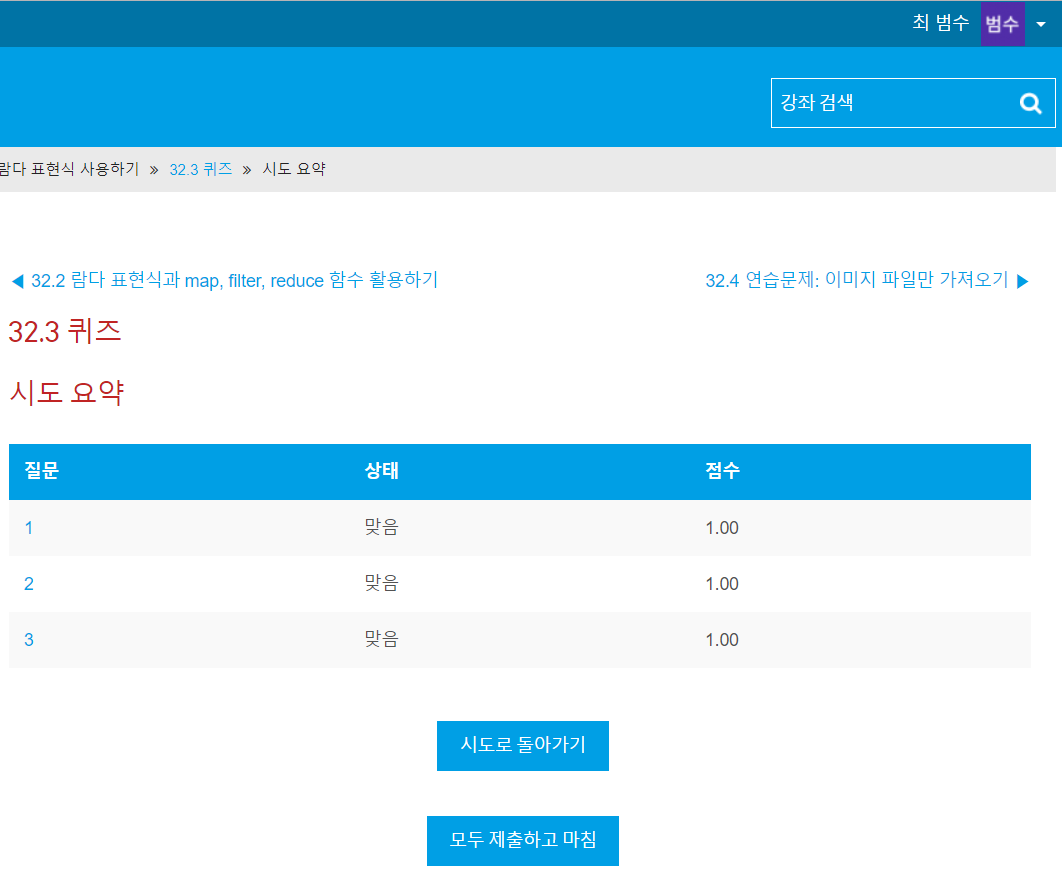 최 범수 범수
강좌 검색
람다 표현식 사용하기 » 32.3 퀴즈 » 시도 요약
◀ 32.2 람다 표현식과 map, filter, reduce 함수 활용하기 32.4 연습문제: 이미지 파일만 가져오기 ▶
32.3 퀴즈
시도 요약
질문 상태 점수
1 맞음 1.00
2 맞음 1.00
3 맞음 1.00
시도로 돌아가기
모두 제출하고 마침